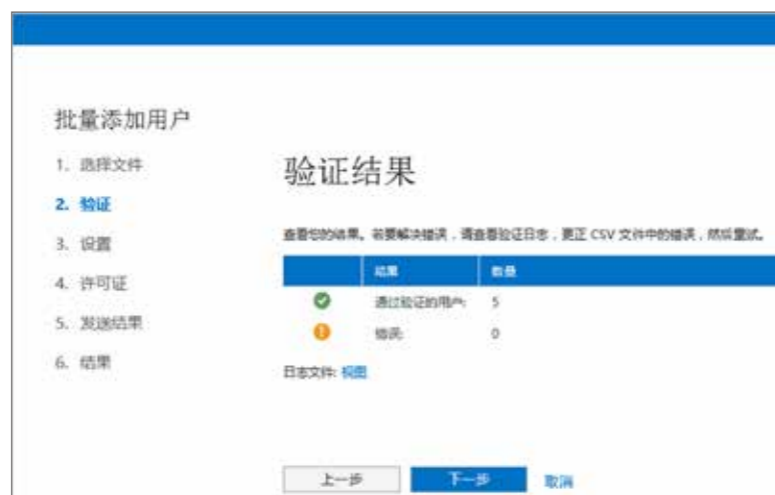 批量添加用户
1. 选择文件
2. 验证
3. 设置
4. 许可证
5. 发送结果
6. 结果
验证结果
查看您的结果。若要解决错误，请查看验证日志，更正 CSV 文件中的错误，然后重试。
结果 数量
通过验证的用户: 5
错误: 0
日志文件: 视图
上一步 下一步 取消